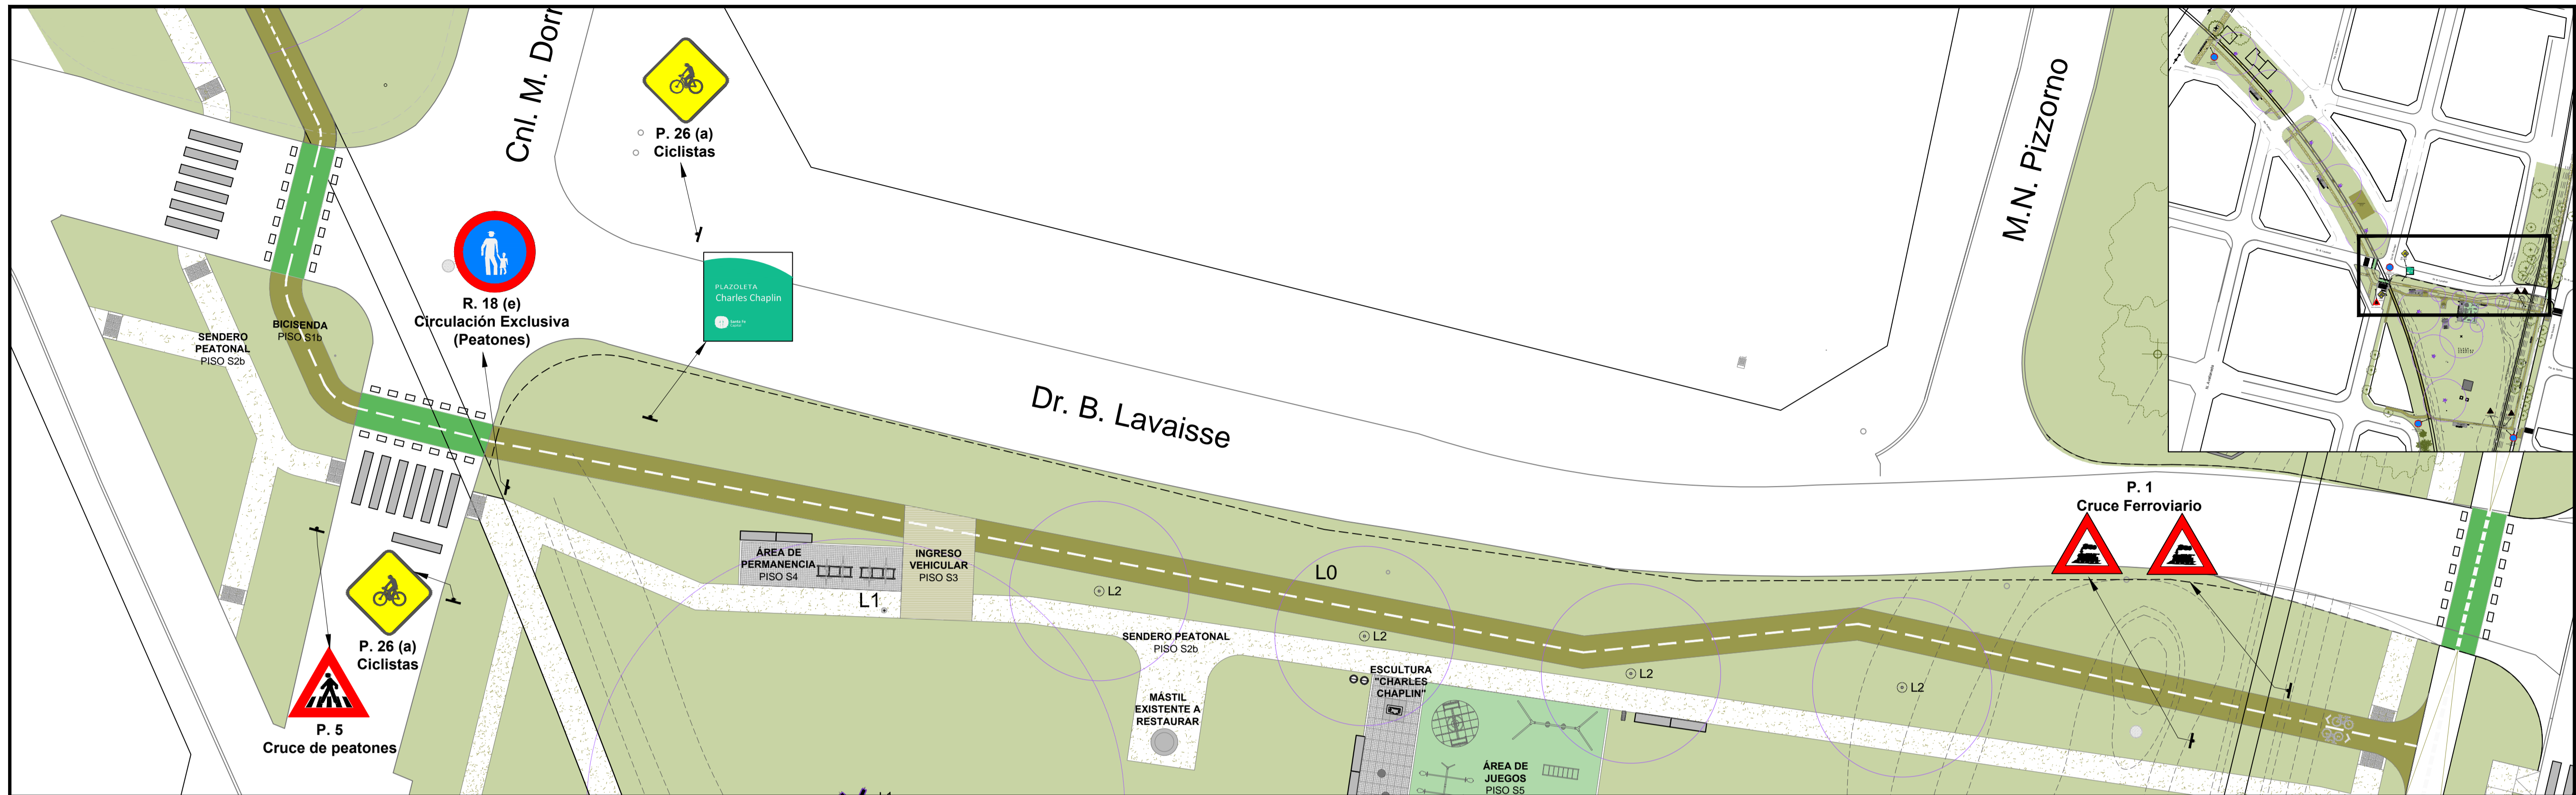 Cnl. M. Dorr
P. 26 (a)
Ciclistas
M.N. Pizzorno
R. 18 (e)
Circulación Exclusiva
(Peatones)
PLAZOLETA
Charles Chaplin
Santa Fe
Capital
SENDERO
PEATONAL
PISO S2b
BICISENDA
PISO S1b
Dr. B. Lavaisse
P. 1
Cruce Ferroviario
ÁREA DE
PERMANENCIA
PISO S4
INGRESO
VEHICULAR
PISO S3
L0
L1
L2
L2
L2
L2
SENDERO PEATONAL
PISO S2b
P. 26 (a)
Ciclistas
ESCULTURA
"CHARLES
CHAPLIN"
MÁSTIL
EXISTENTE A
RESTAURAR
P. 5
Cruce de peatones
ÁREA DE
JUEGOS
PISO S5